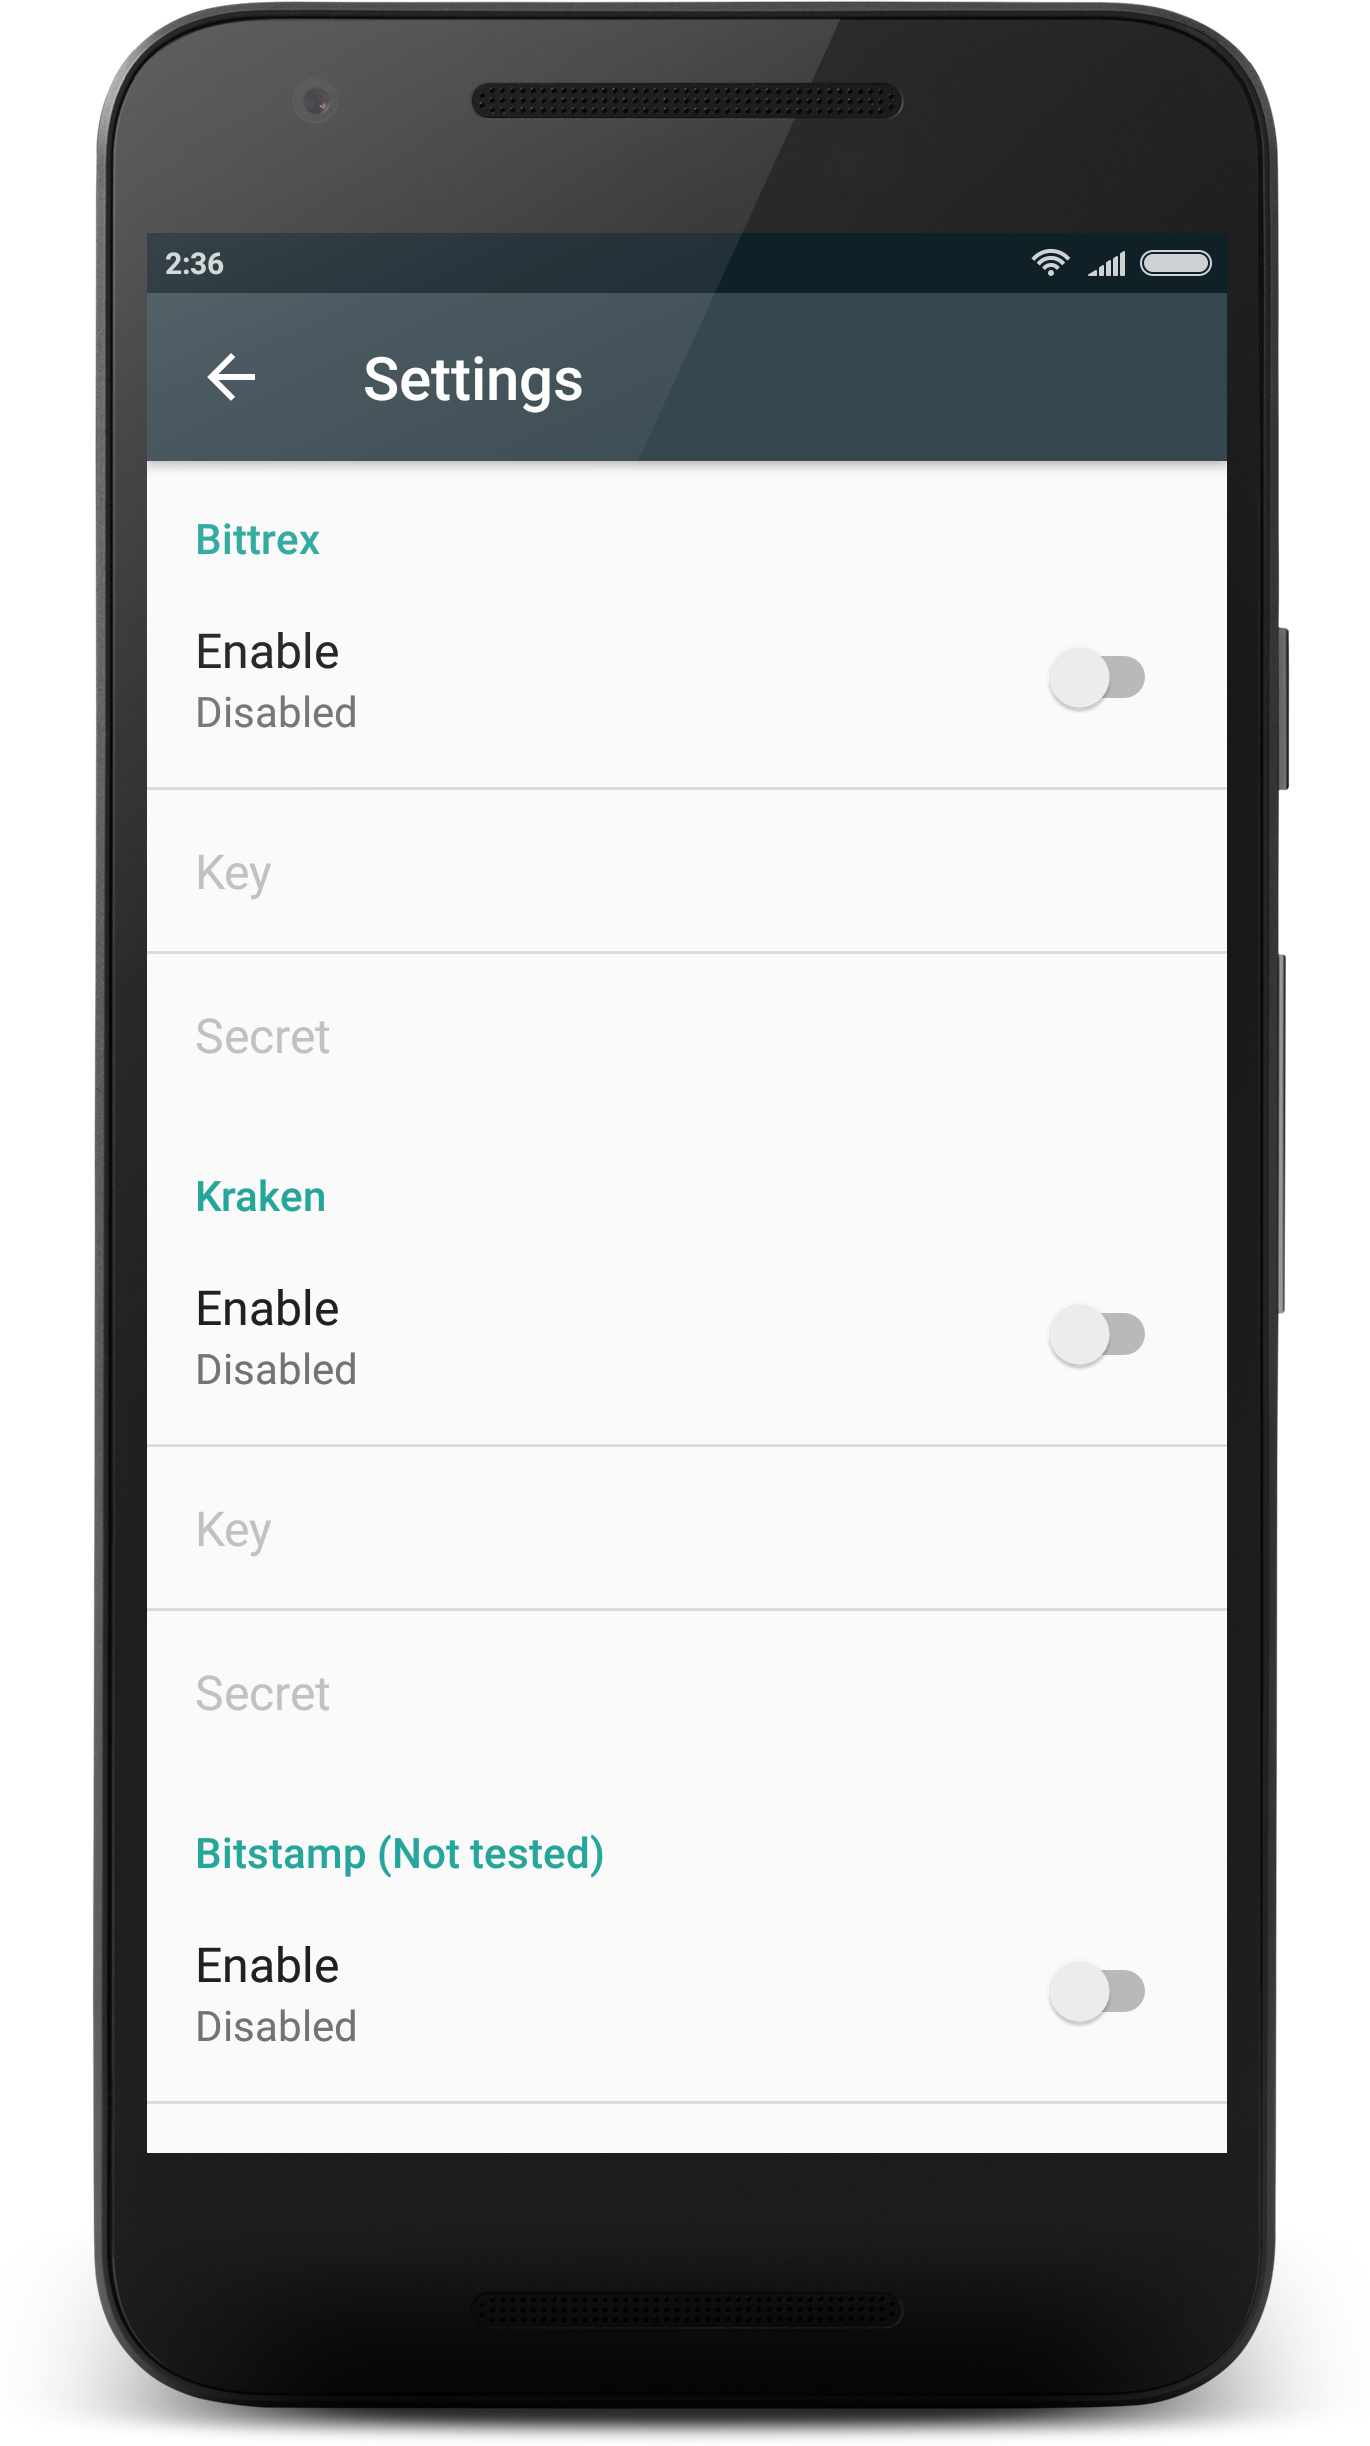 2:36
Settings
Bittrex
Enable
Disabled
Key
Secret
Kraken
Enable
Disabled
Key
Secret
Bitstamp (Not tested)
Enable
Disabled